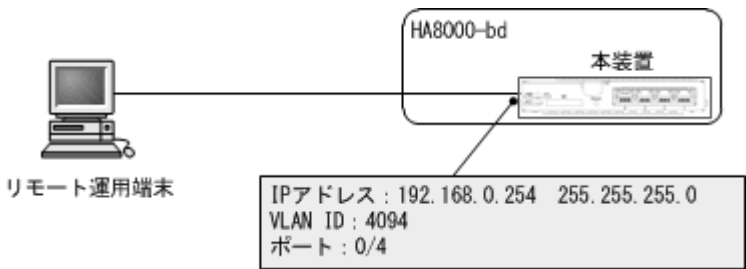 HA8000-bd
本装置
リモート運用端末
IPアドレス：192.168.0.254 255.255.255.0
VLAN ID：4094
ポート：0/4